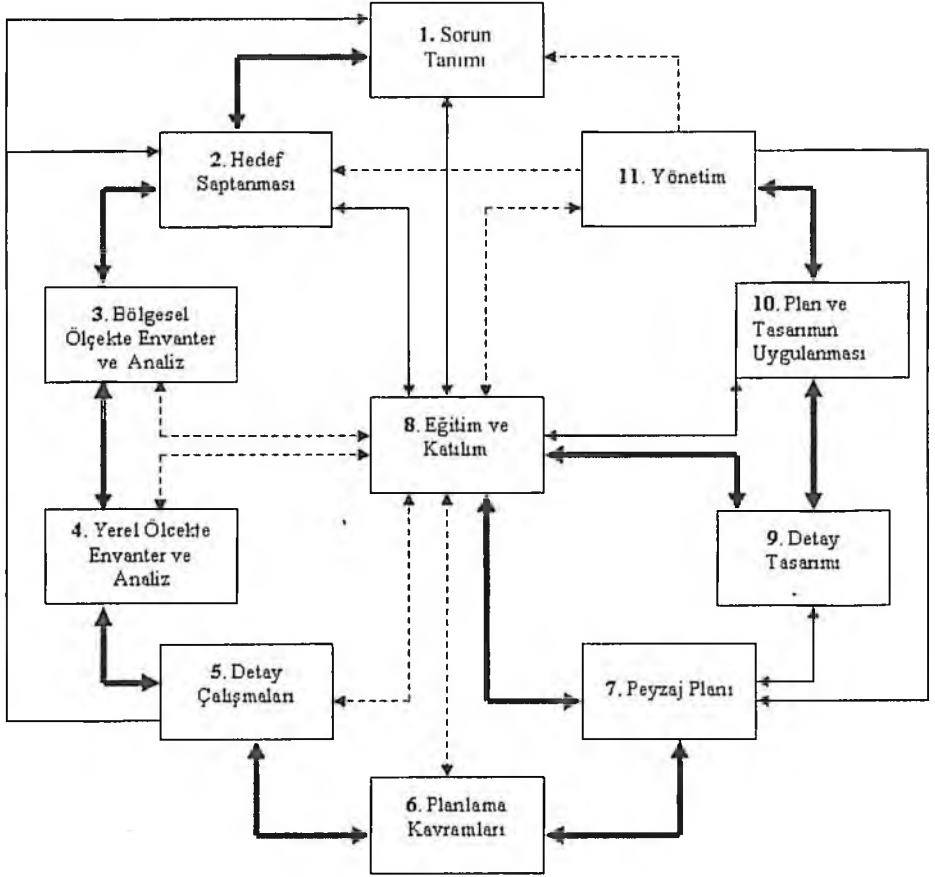 1. Sorun
Tanımı
2. Hedef
Saptanması
3. Bölgesel
Ölçekte Envanter
ve Analiz
4. Yerel Ölcekte
Envanter ve
Analiz
5. Detay
Çalışmaları
6. Planlama
Kavramları
7. Peyzaj Planı
8. Eğitim ve
Katılım
9. Detay
Tasarımı
10. Plan ve
Tasarımın
Uygulanması
11. Yönetim